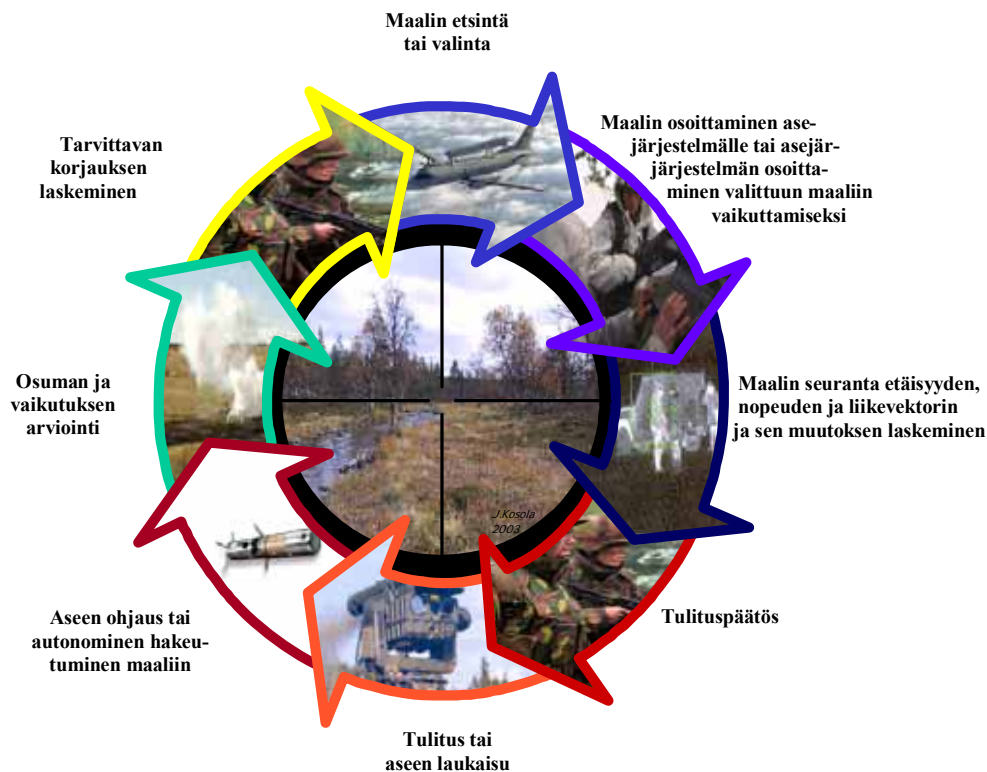 Maalin etsintä
tai valinta
Maalin osoittaminen ase-
järjestelmälle tai asejär-
järjestelmän osoitta-
minen valittuun maaliin
vaikuttamiseksi
Maalin seuranta etäisyyden,
nopeuden ja liikevektorin
ja sen muutoksen laskeminen
Tulituspäätös
Tulitus tai
aseen laukaisu
Aseen ohjaus tai
autonominen hakeu-
tuminen maaliin
Osuman ja
vaikutuksen
arviointi
Tarvittavan
korjauksen
laskeminen
J.Kosola
2003